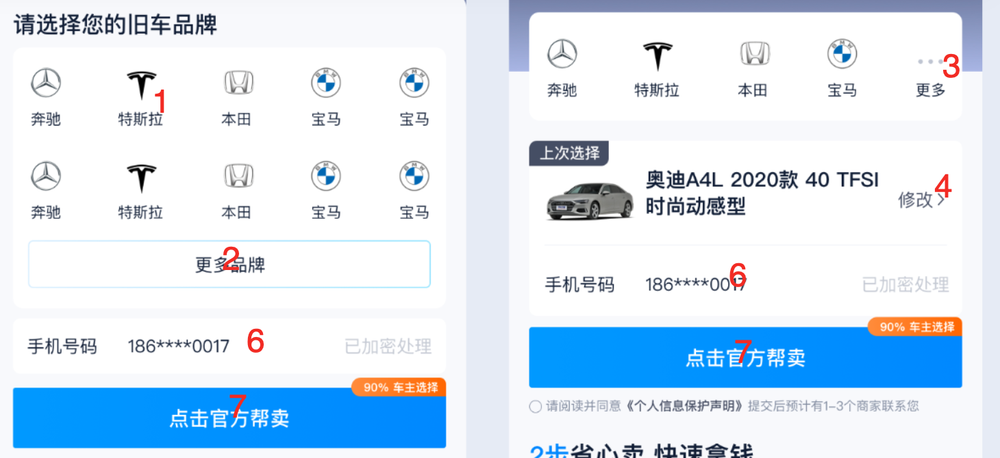 请选择您的旧车品牌
奔驰 特斯拉 本田 宝马 宝马
1
奔驰 特斯拉 本田 宝马 宝马
更多品牌
2
手机号码 186****0017 6 已加密处理
90% 车主选择
点击官方帮卖
7
奔驰 特斯拉 本田 宝马 更多
3
上次选择
奥迪A4L 2020款 40 TFSI
时尚动感型
修改
4
手机号码 186****0017 已加密处理
6
90% 车主选择
点击官方帮卖
7
请阅读并同意《个人信息保护声明》提交后预计有1-3个商家联系您
2步省心卖 快速拿钱